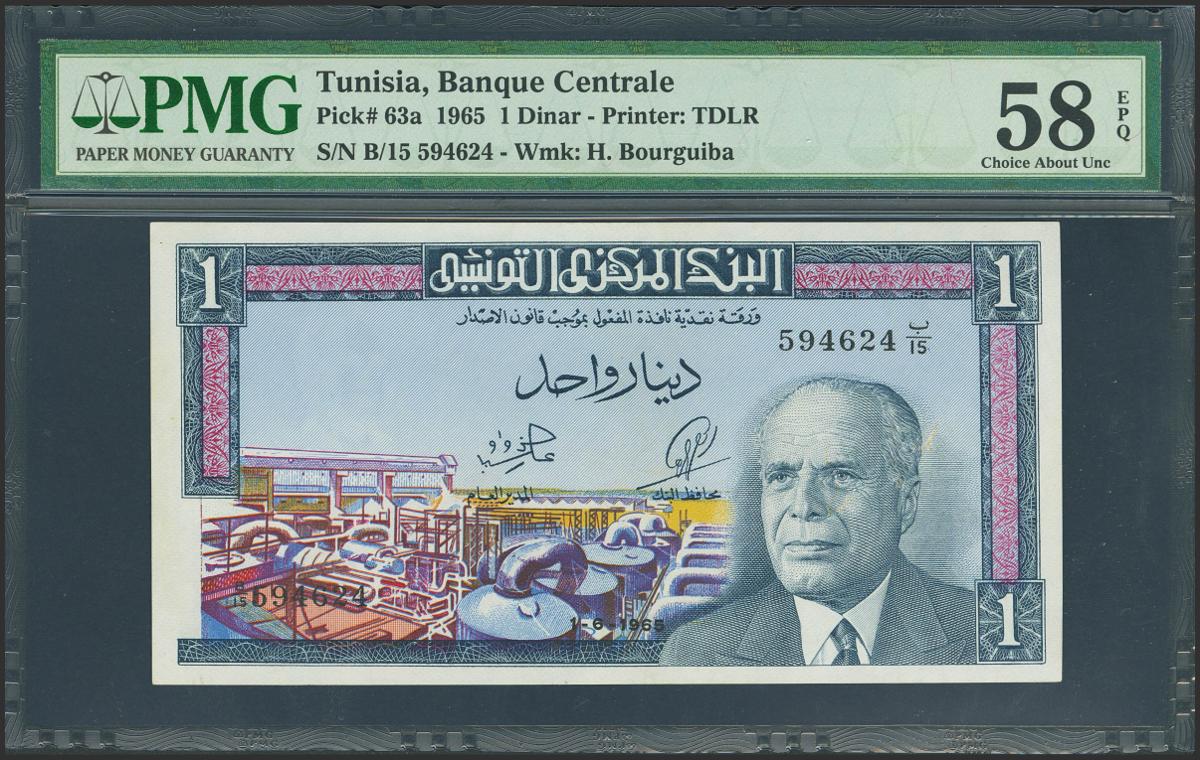 PMG
PAPER MONEY GUARANTY
Tunisia, Banque Centrale
Pick# 63a 1965 1 Dinar - Printer: TDLR
S/N B/15 594624 - Wmk: H. Bourguiba
58
EPQ
Choice About Unc
1
البنك المركزي التونسي
1
ورقة نقدية نافذة المفعول بموجب قانون الاصدار
594624 ب/15
دينار واحد
المدير العام
محافظ البنك
15 594624
1-6-1965
1